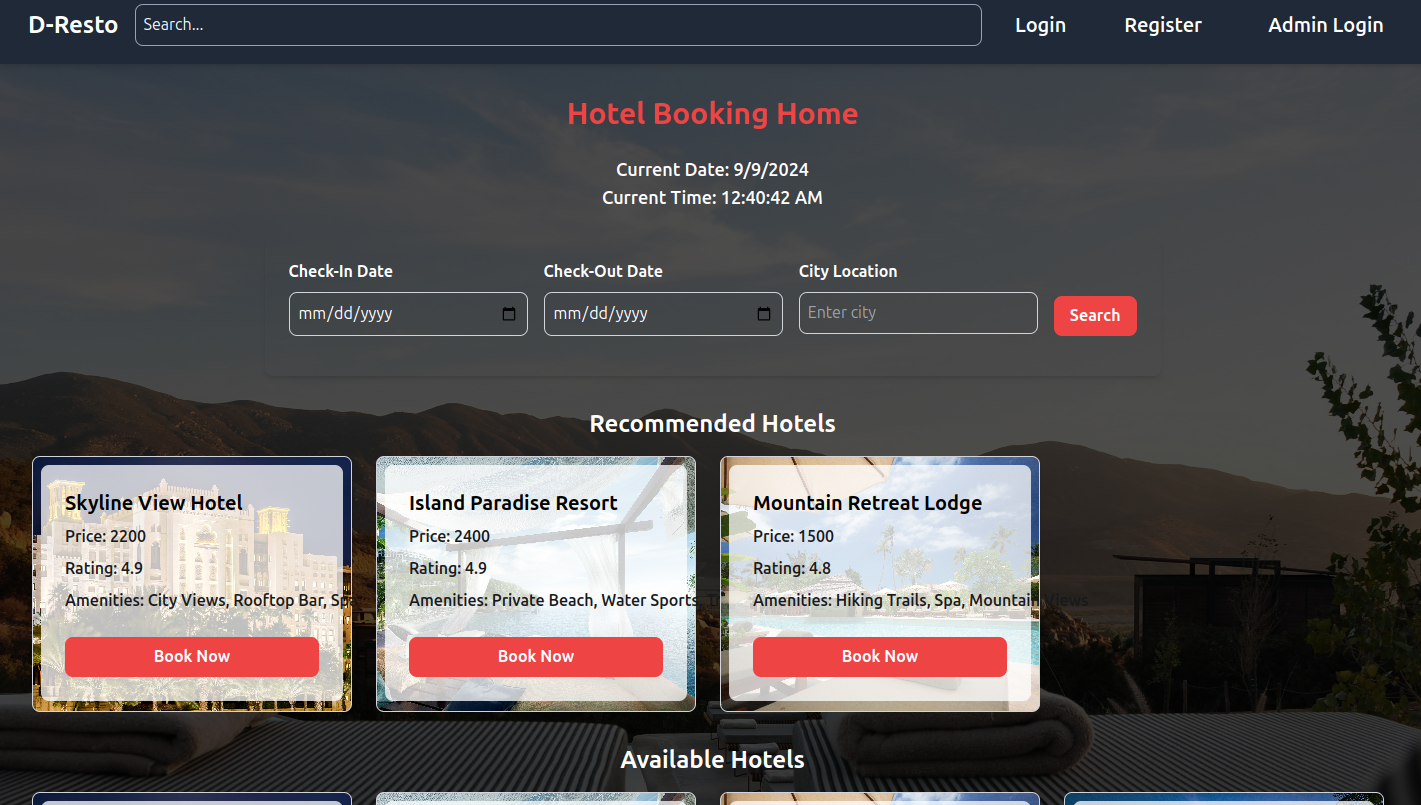 D-Resto Search... Login Register Admin Login
Hotel Booking Home
Current Date: 9/9/2024
Current Time: 12:40:42 AM
Check-In Date Check-Out Date City Location
mm/dd/yyyy mm/dd/yyyy Enter city Search
Recommended Hotels
Skyline View Hotel
Price: 2200
Rating: 4.9
Amenities: City Views, Rooftop Bar,
Book Now
Island Paradise Resort
Price: 2400
Rating: 4.9
Amenities: Private Beach, Water Sports,
Book Now
Mountain Retreat Lodge
Price: 1500
Rating: 4.8
Amenities: Hiking Trails, Spa, Mountain Views
Book Now
Available Hotels